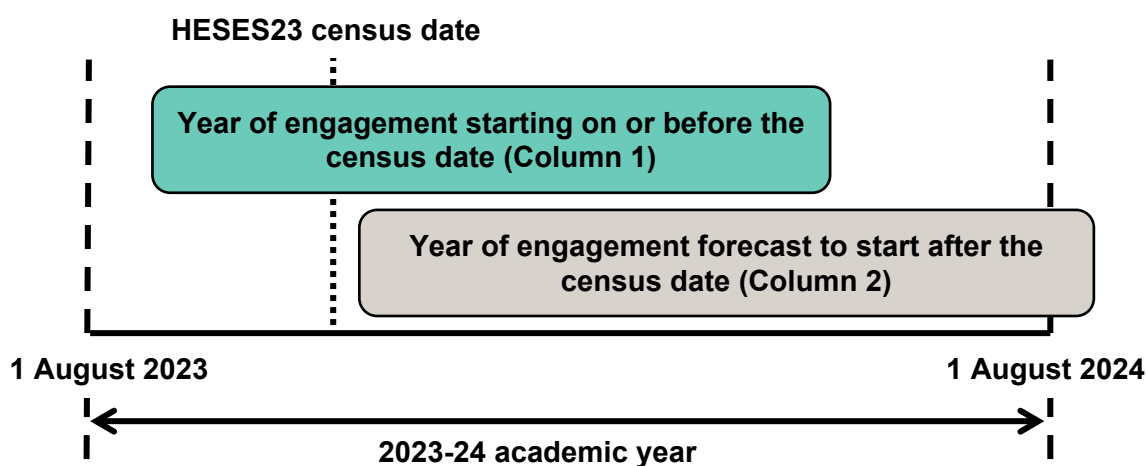 HESES23 census date
Year of engagement starting on or before the
census date (Column 1)
Year of engagement forecast to start after the
census date (Column 2)
1 August 2023
1 August 2024
2023-24 academic year